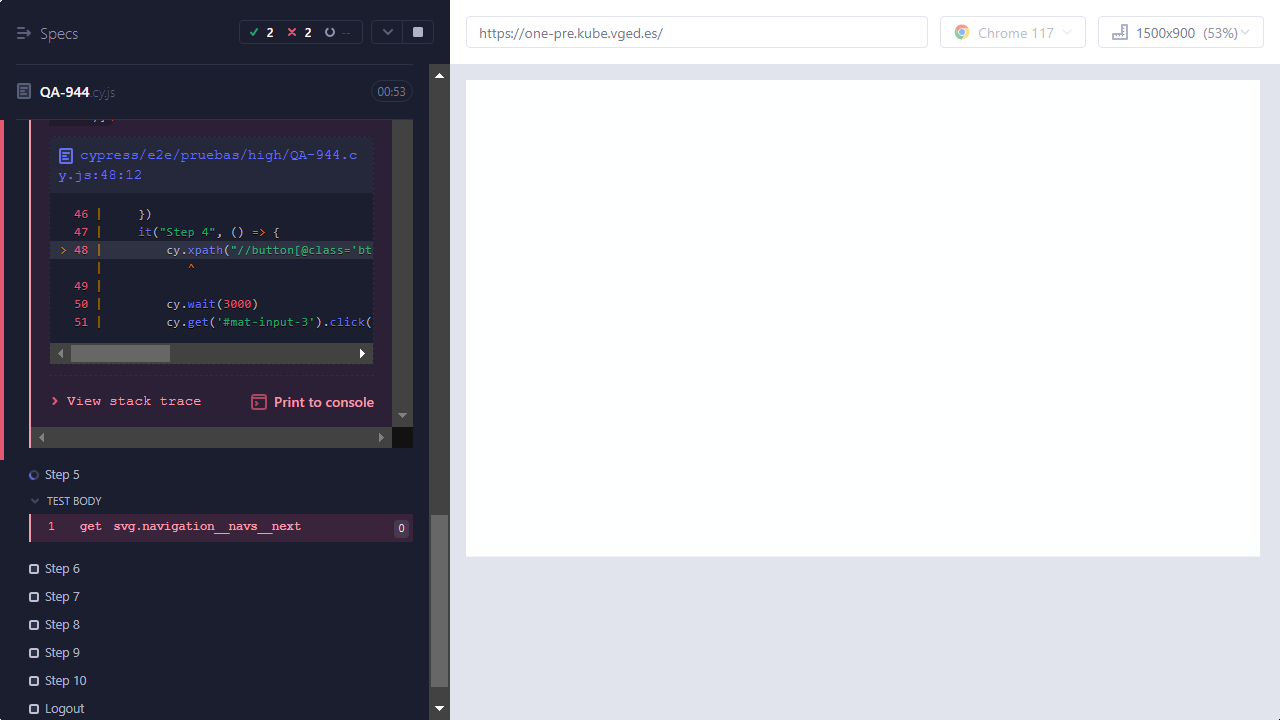 Specs
2
2
--
https://one-pre.kube.vged.es/
Chrome 117
1500x900 (53%)
QA-944.cy.js
00:53
cypress/e2e/pruebas/high/QA-944.c
y.js:48:12
46 | })
47 | it("Step 4", () => {
> 48 | cy.xpath("//button[@class='bt
| ^
49 |
50 | cy.wait(3000)
51 | cy.get('#mat-input-3').click(
View stack trace
Print to console
Step 5
TEST BODY
1 get svg.navigation__navs__next 0
Step 6
Step 7
Step 8
Step 9
Step 10
Logout